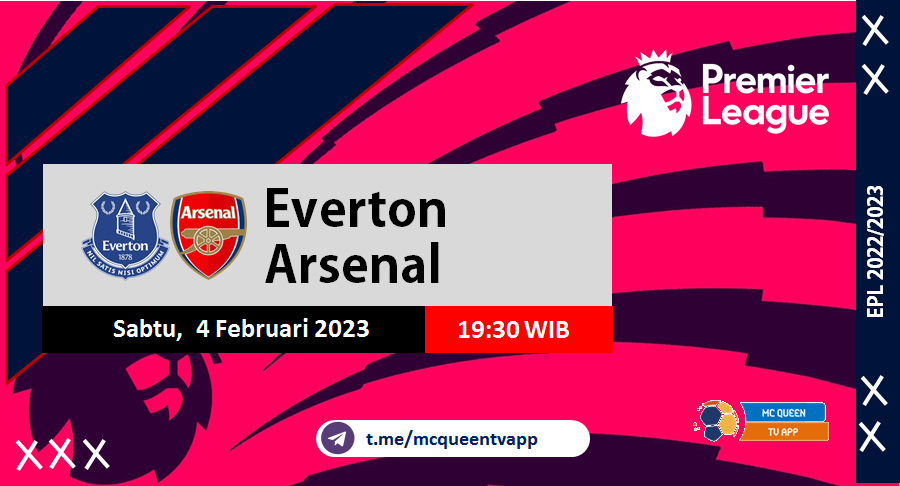 Premier
League
Everton
1878
NIL SATIS NISI OPTIMUM
Arsenal
Everton
Arsenal
Sabtu, 4 Februari 2023
19:30 WIB
EPL 2022/2023
t.me/mcqueentvapp
MC QUEEN
TV APP